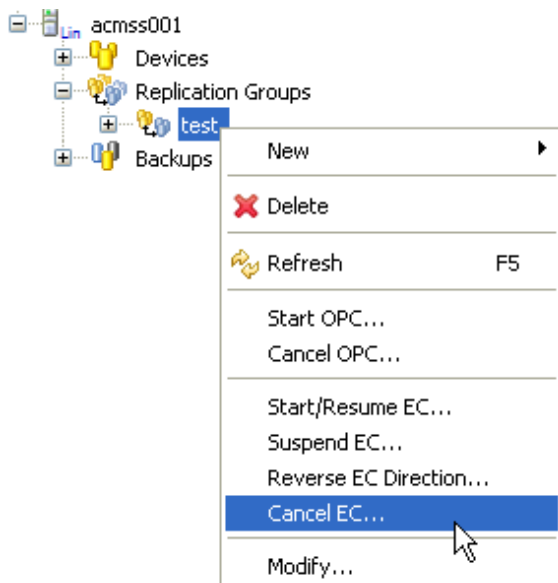 Lin acmss001
Devices
Replication Groups
test
Backups
New
Delete
Refresh F5
Start OPC...
Cancel OPC...
Start/Resume EC...
Suspend EC...
Reverse EC Direction...
Cancel EC...
Modify...